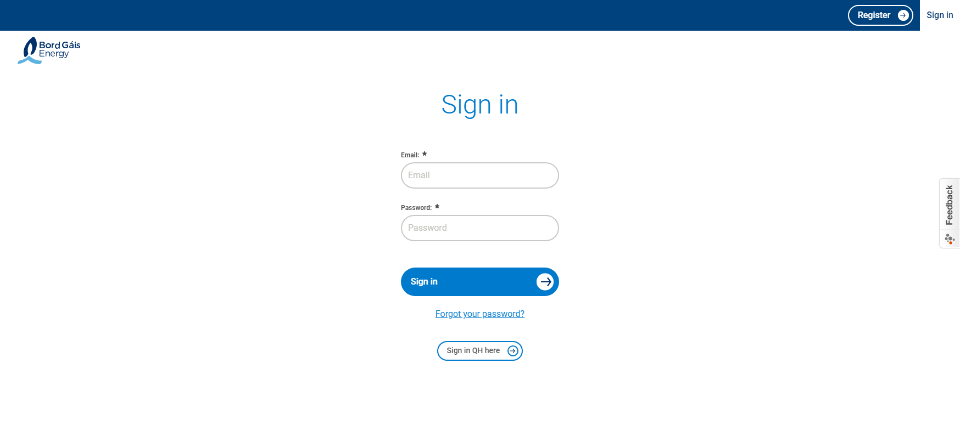 Register
Sign in
Bord Gáis
Energy
Sign in
Email: *
Email
Password: *
Password
Sign in
Forgot your password?
Sign in QH here
Feedback